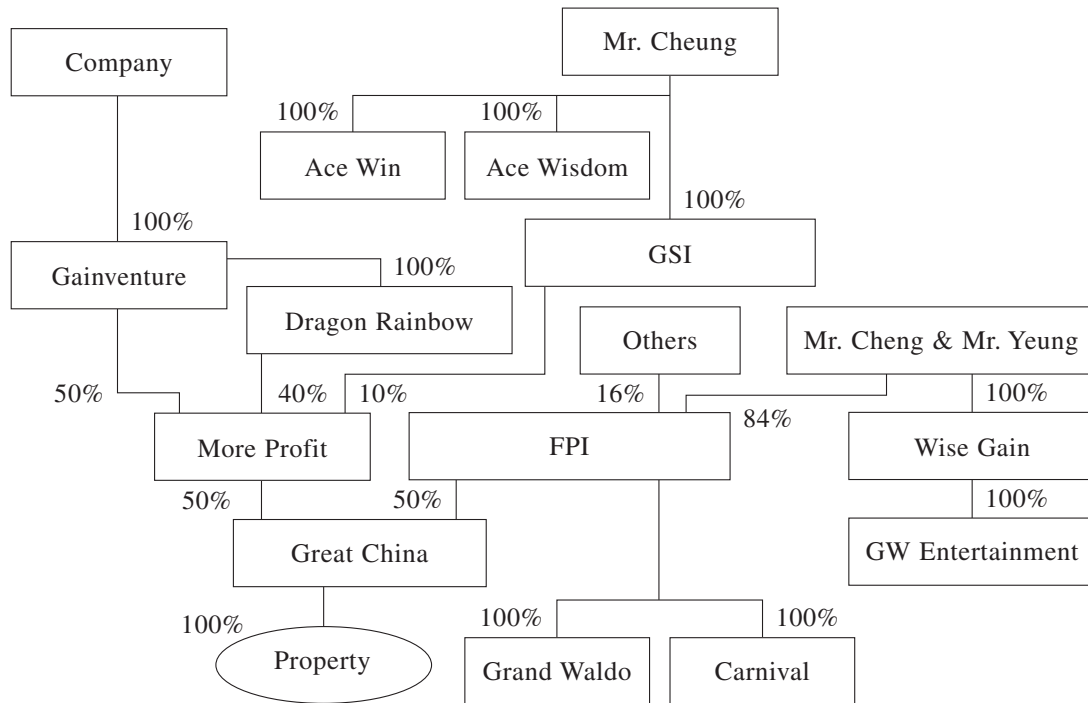 Mr. Cheung
Company
100%
100%
Ace Win
Ace Wisdom
100%
100%
Gainventure
GSI
100%
Dragon Rainbow
Others
Mr. Cheng & Mr. Yeung
50%
40%
10%
16%
84%
100%
More Profit
FPI
Wise Gain
50%
50%
100%
Great China
GW Entertainment
100%
100%
100%
Property
Grand Waldo
Carnival